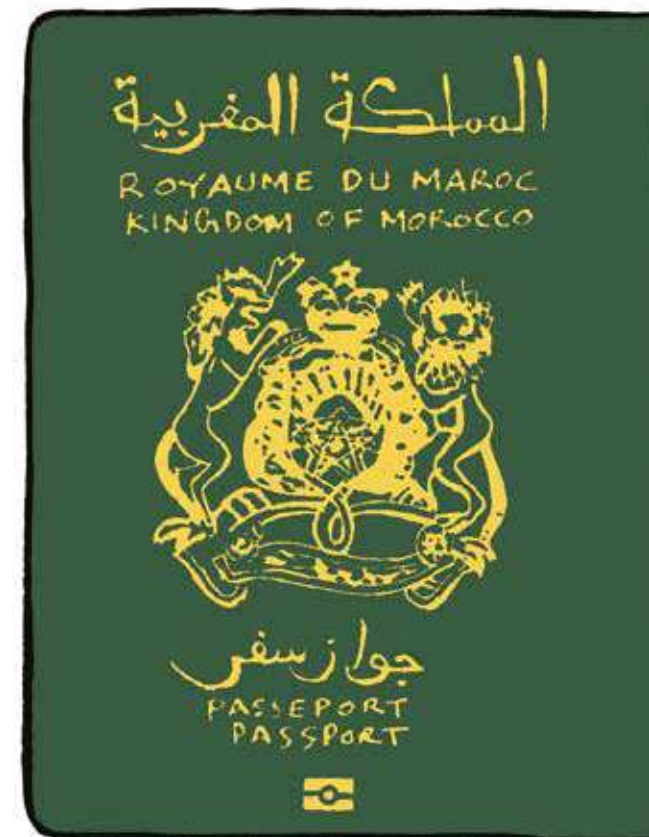 المملكة المغربية
ROYAUME DU MAROC
KINGDOM OF MOROCCO
جواز سفر
PASSEPORT
PASSPORT